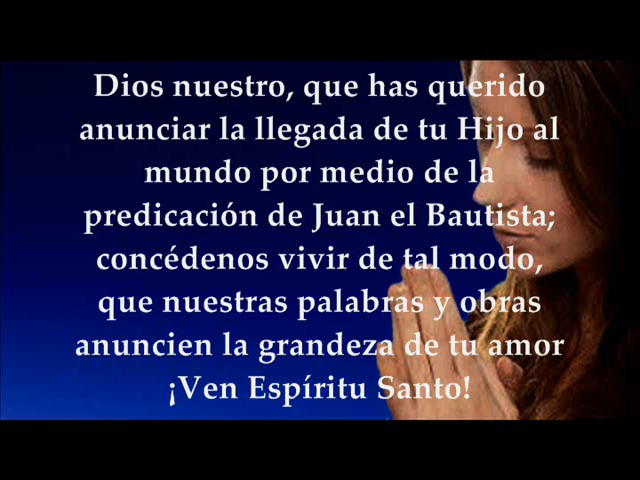 Dios nuestro, que has querido
anunciar la llegada de tu Hijo al
mundo por medio de la
predicación de Juan el Bautista;
concédenos vivir de tal modo,
que nuestras palabras y obras
anuncien la grandeza de tu amor
¡Ven Espíritu Santo!